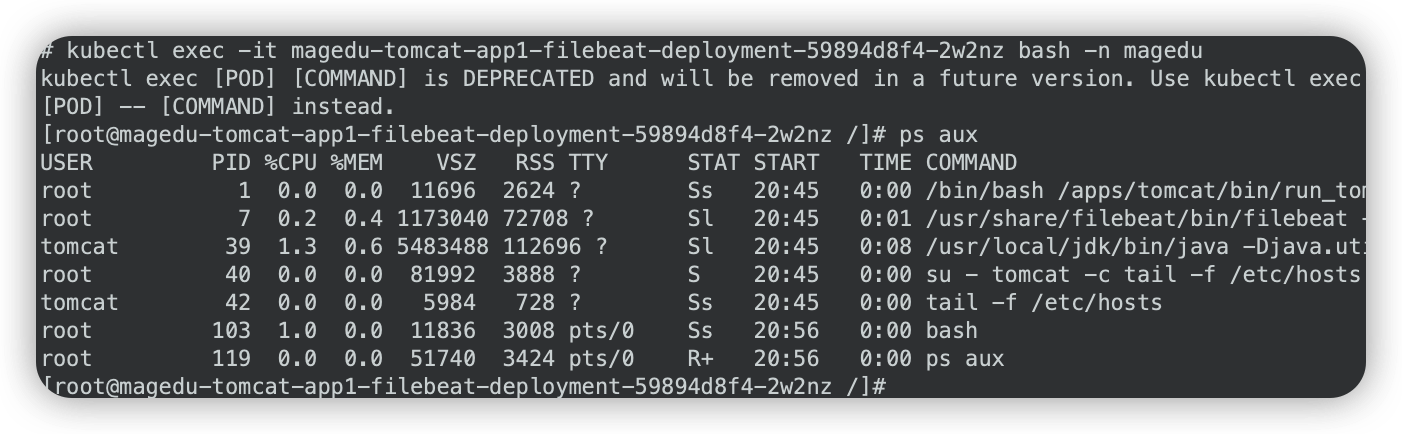 # kubectl exec -it magedu-tomcat-app1-filebeat-deployment-59894d8f4-2w2nz bash -n magedu
kubectl exec [POD] [COMMAND] is DEPRECATED and will be removed in a future version. Use kubectl exec
[POD] -- [COMMAND] instead.
[root@magedu-tomcat-app1-filebeat-deployment-59894d8f4-2w2nz /]# ps aux
USER         PID %CPU %MEM    VSZ   RSS TTY      STAT START   TIME COMMAND
root           1  0.0  0.0  11696  2624 ?        Ss   20:45   0:00 /bin/bash /apps/tomcat/bin/run_tom
root           7  0.2  0.4 1173040 72708 ?       Sl   20:45   0:01 /usr/share/filebeat/bin/filebeat -
tomcat        39  1.3  0.6 5483488 112696 ?      Sl   20:45   0:08 /usr/local/jdk/bin/java -Djava.uti
root          40  0.0  0.0  81992  3888 ?        S    20:45   0:00 su - tomcat -c tail -f /etc/hosts
tomcat        42  0.0  0.0   5984   728 ?        Ss   20:45   0:00 tail -f /etc/hosts
root         103  1.0  0.0  11836  3008 pts/0    Ss   20:56   0:00 bash
root         119  0.0  0.0  51740  3424 pts/0    R+   20:56   0:00 ps aux
[root@magedu-tomcat-app1-filebeat-deployment-59894d8f4-2w2nz /]#